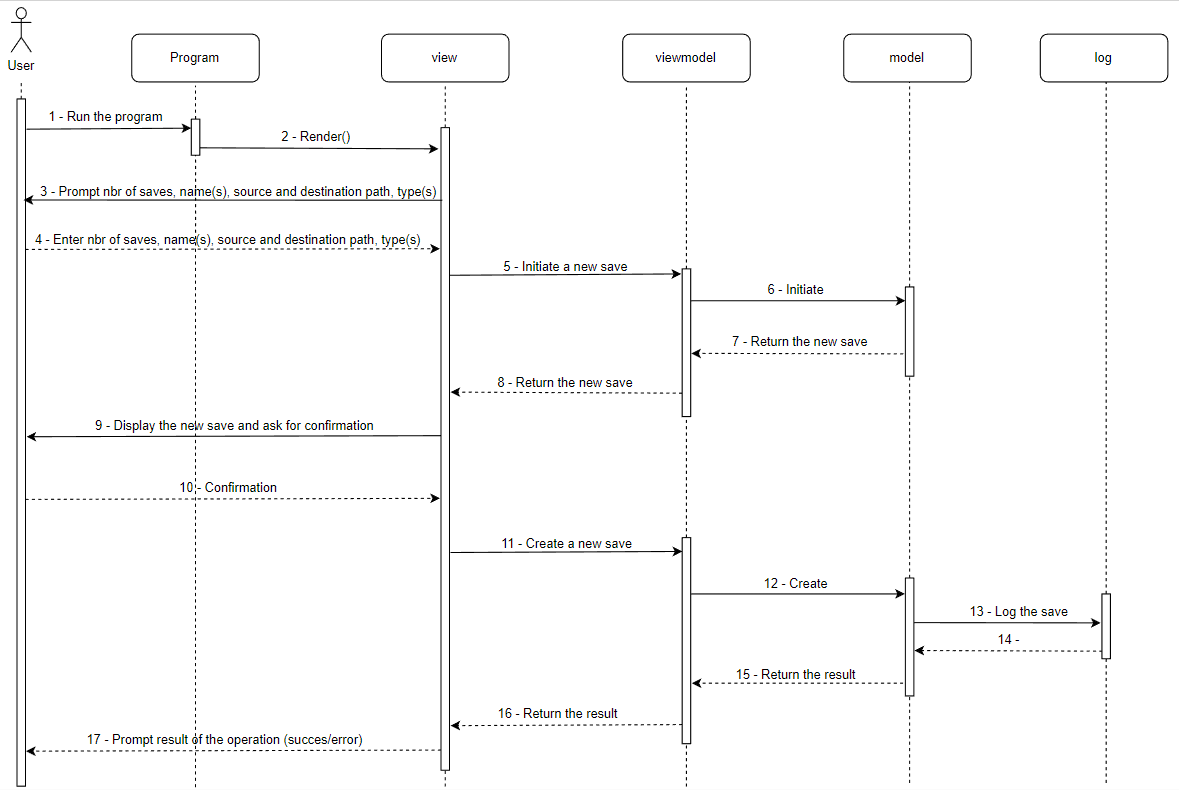 User
Program
view
viewmodel
model
log
1 - Run the program
2 - Render()
3 - Prompt nbr of saves, name(s), source and destination path, type(s)
4 - Enter nbr of saves, name(s), source and destination path, type(s)
5 - Initiate a new save
6 - Initiate
7 - Return the new save
8 - Return the new save
9 - Display the new save and ask for confirmation
10 - Confirmation
11 - Create a new save
12 - Create
13 - Log the save
14 -
15 - Return the result
16 - Return the result
17 - Prompt result of the operation (succes/error)